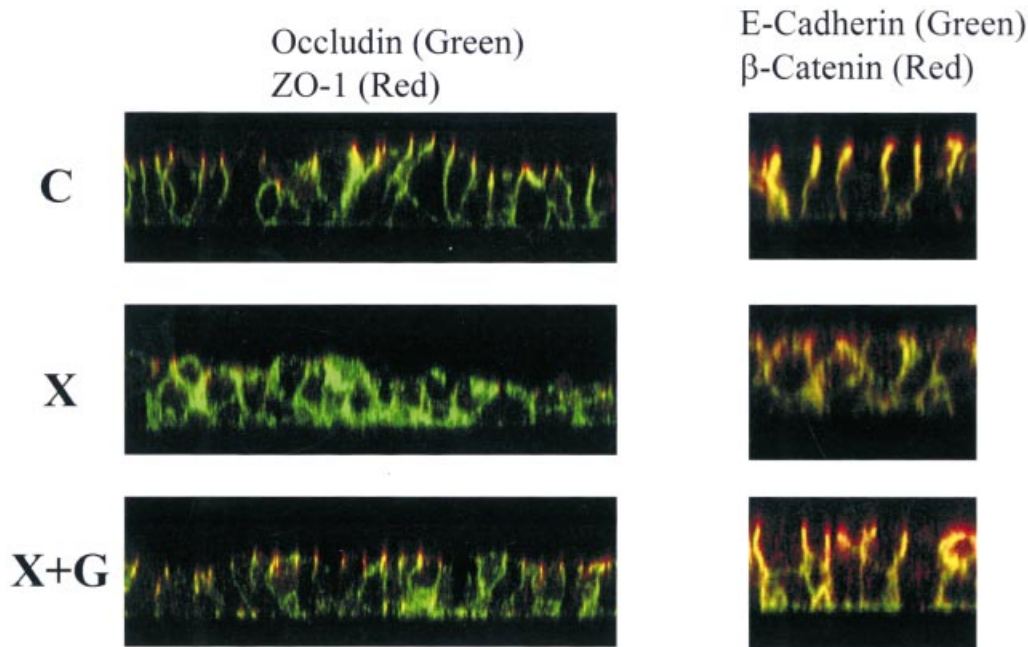 Occludin (Green)
ZO-1 (Red)
E-Cadherin (Green)
β-Catenin (Red)
C
X
X+G